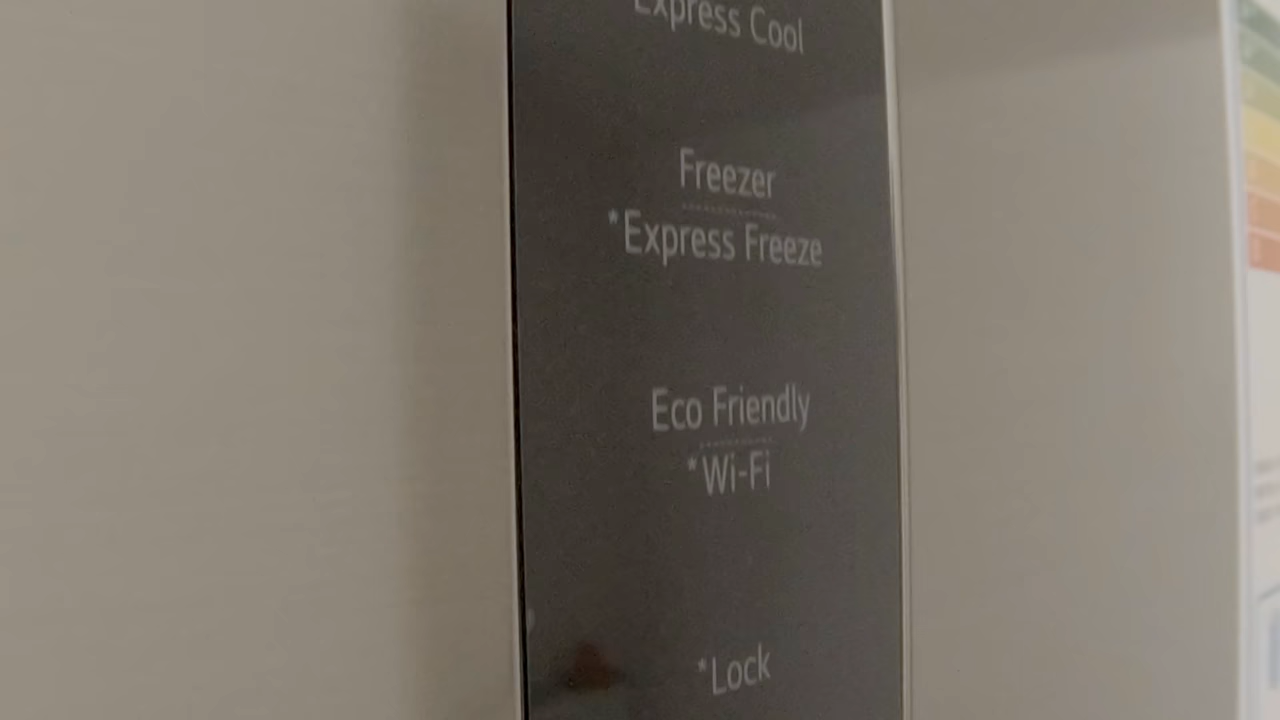 Express Cool
Freezer
*Express Freeze
Eco Friendly
*Wi-Fi
*Lock